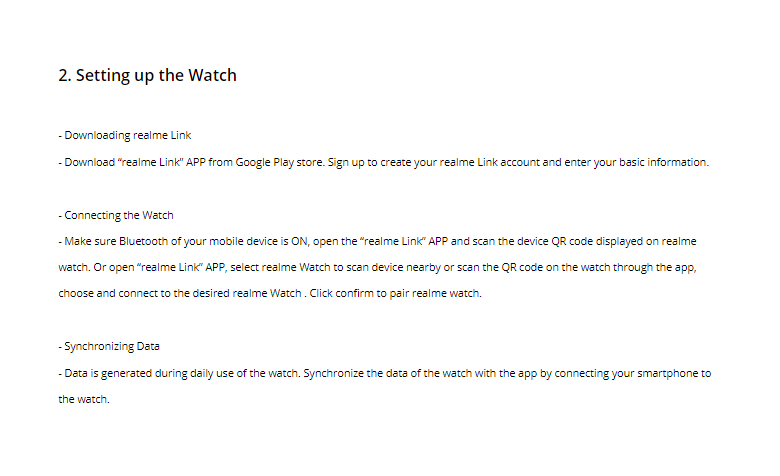 2. Setting up the Watch
- Downloading realme Link
- Download “realme Link” APP from Google Play store. Sign up to create your realme Link account and enter your basic information.
- Connecting the Watch
- Make sure Bluetooth of your mobile device is ON, open the “realme Link” APP and scan the device QR code displayed on realme
watch. Or open “realme Link” APP, select realme Watch to scan device nearby or scan the QR code on the watch through the app,
choose and connect to the desired realme Watch . Click confirm to pair realme watch.
- Synchronizing Data
- Data is generated during daily use of the watch. Synchronize the data of the watch with the app by connecting your smartphone to
the watch.